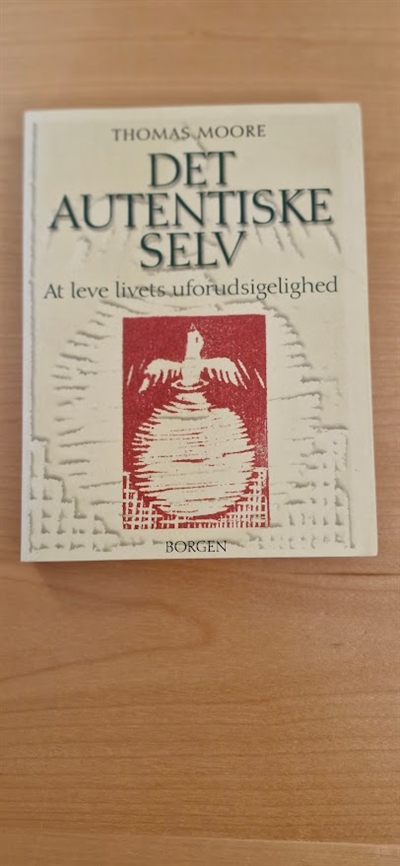 THOMAS MOORE
DET
AUTENTISKE
SELV
At leve livets uforudsigelighed
BORGEN